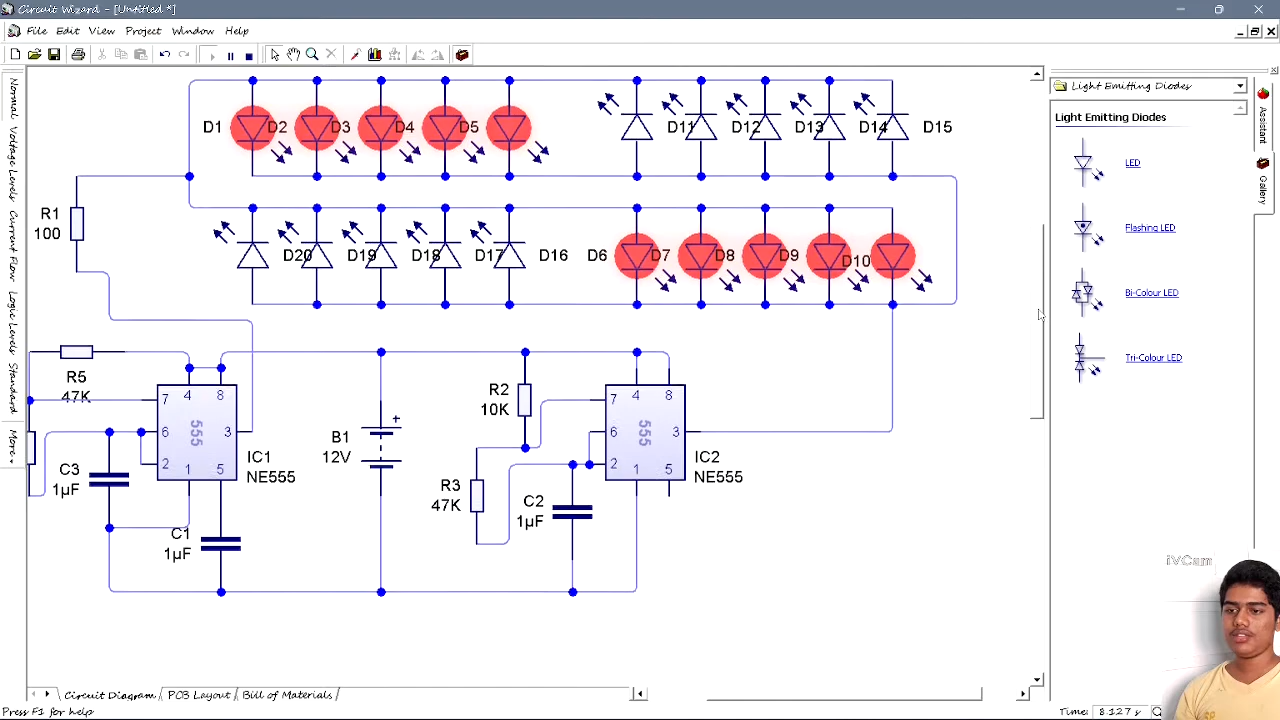 Circuit Wizard - [Untitled *]
File Edit View Project Window Help
Normal
Voltage Levels
Current Flow
Logic Levels
Standard
More
Light Emitting Diodes
Light Emitting Diodes
LED
Flashing LED
Bi-Colour LED
Tri-Colour LED
Assistant
Gallery
D1 D2 D3 D4 D5 D11 D12 D13 D14 D15
R1
100
D20 D19 D18 D17 D16 D6 D7 D8 D9 D10
R5
47K
7 4 8
6 555 3
2 1 5
IC1
NE555
C3
1µF
C1
1µF
B1
12V
+
R2
10K
R3
47K
C2
1µF
7 4 8
6 555 3
2 1 5
IC2
NE555
iVCam
Circuit Diagram PCB Layout Bill of Materials
Press F1 for help
Time: 8.127 s